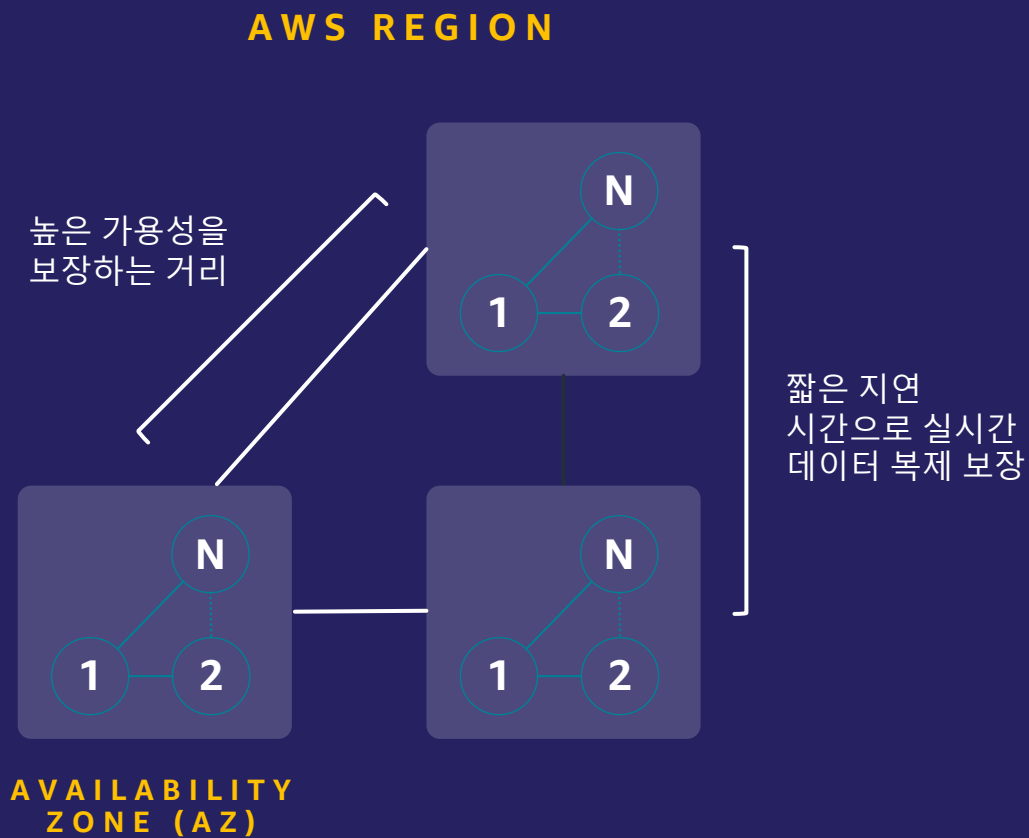 AWS REGION
높은 가용성을
보장하는 거리
N
1
2
짧은 지연
시간으로 실시간
데이터 복제 보장
N
1
2
N
1
2
AVAILABILITY
ZONE (AZ)